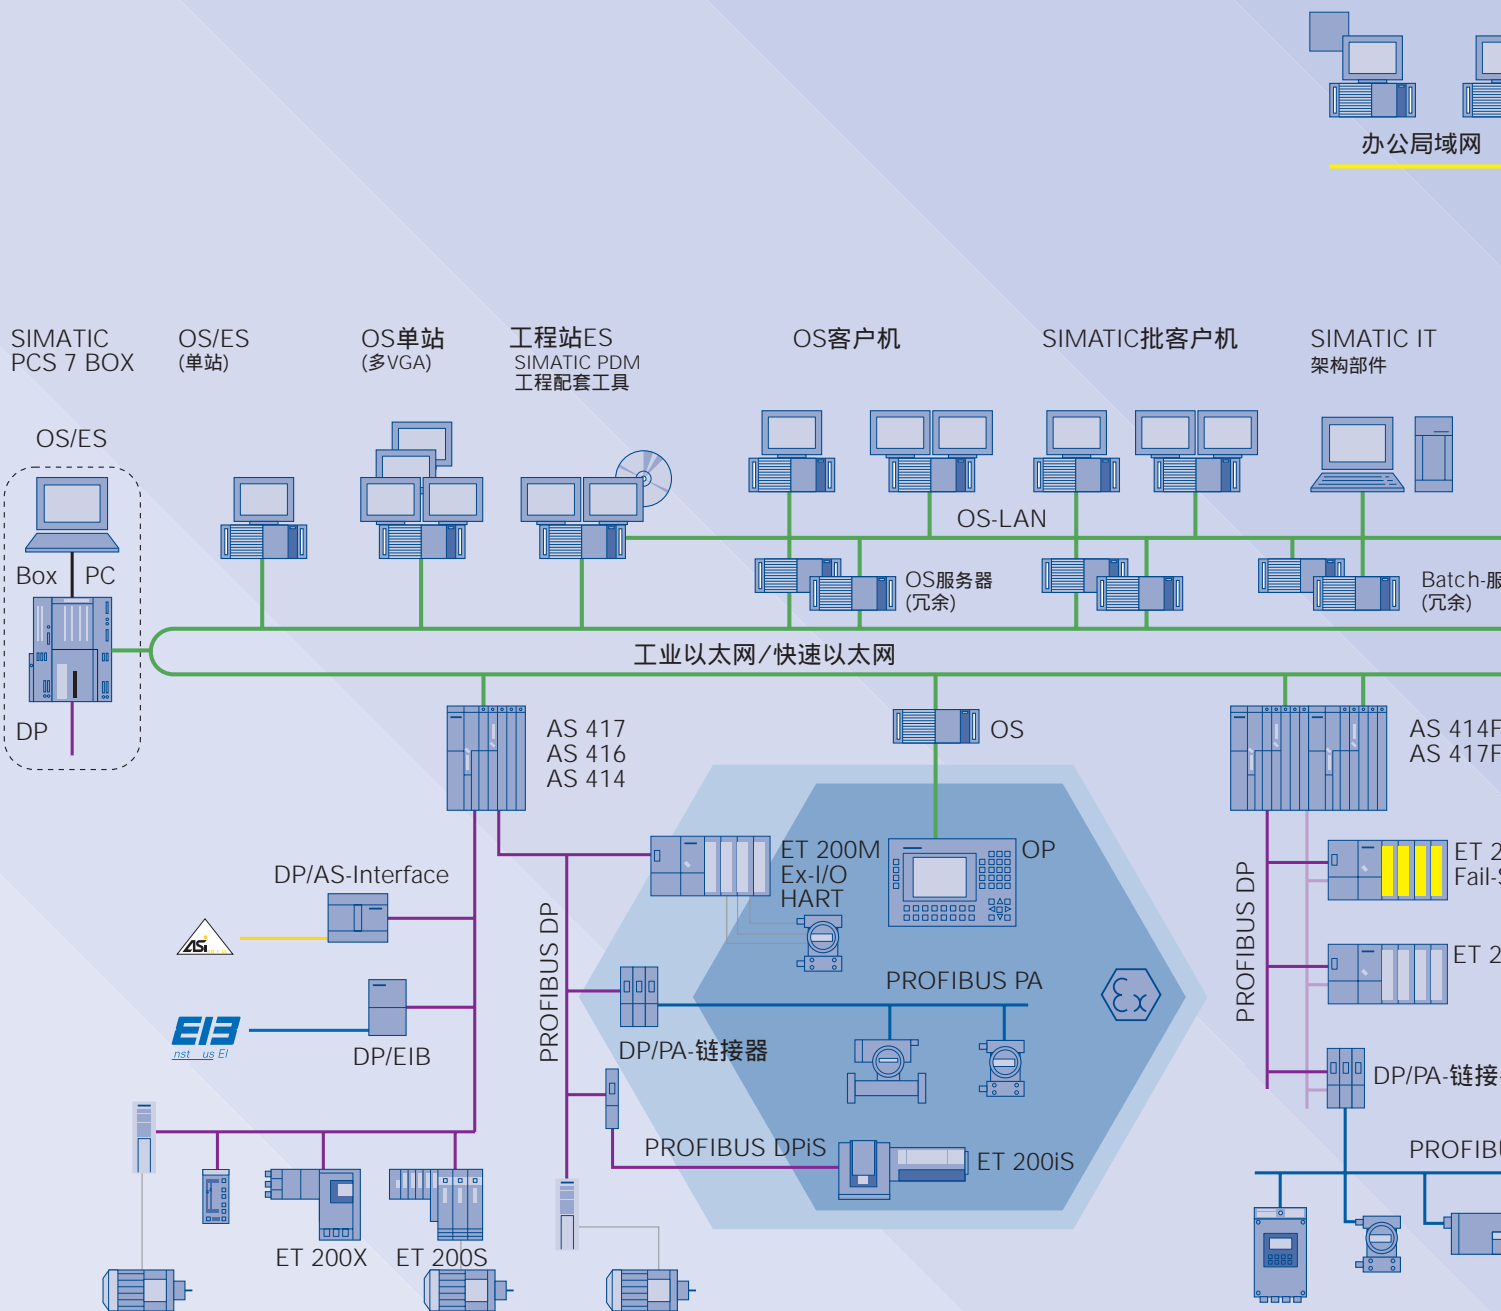 办公局域网
SIMATIC
PCS 7 BOX
OS/ES
(单站)
OS单站
(多VGA)
工程站ES
SIMATIC PDM
工程配套工具
OS客户机
SIMATIC批客户机
SIMATIC IT
架构部件
OS/ES
Box
PC
DP
OS-LAN
OS服务器
(冗余)
Batch-服
(冗余)
工业以太网/快速以太网
AS 417
AS 416
AS 414
OS
AS 414F
AS 417F
DP/AS-Interface
ASi
EIB
nst us EI
DP/EIB
PROFIBUS DP
ET 200M
Ex-I/O
HART
OP
PROFIBUS PA
εx
DP/PA-链接器
PROFIBUS DPiS
ET 200iS
ET 200X
ET 200S
PROFIBUS DP
ET 2
Fail-S
ET 2
DP/PA-链接
PROFIBU